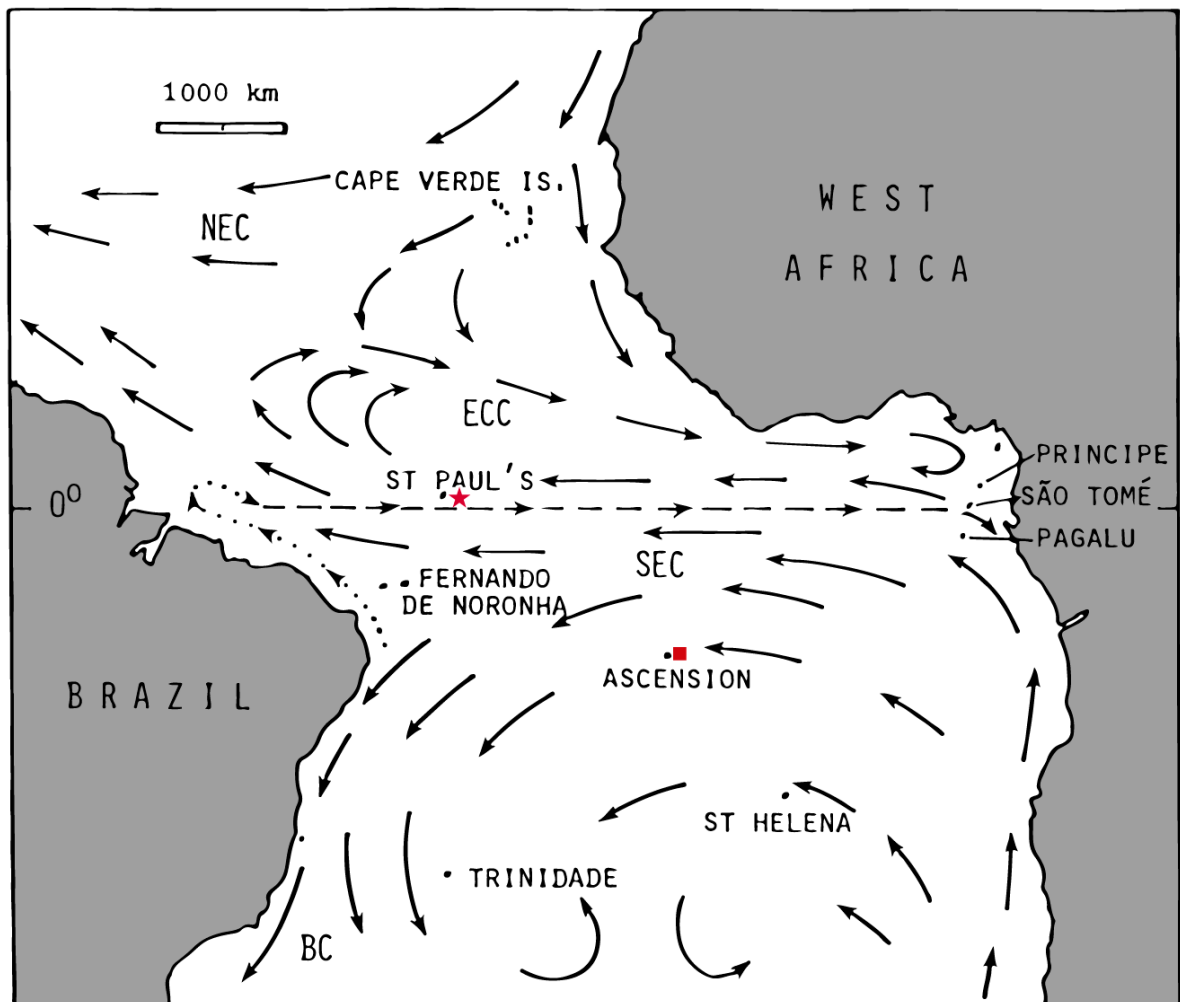 1000 km
CAPE VERDE IS.
WEST
AFRICA
NEC
ECC
ST PAUL'S
PRINCIPE
0º
SÃO TOMÉ
PAGALU
SEC
FERNANDO
DE NORONHA
ASCENSION
BRAZIL
ST HELENA
TRINIDADE
BC